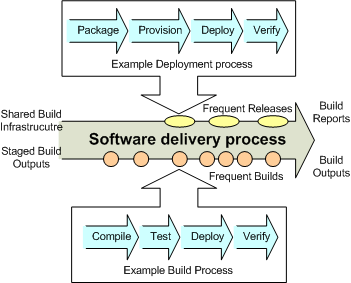 Package Provision Deploy Verify
Example Deployment process
Shared Build
Infrastrucutre
Frequent Releases
Build
Reports
Software delivery process
Staged Build
Outputs
Frequent Builds
Build
Outputs
Compile Test Deploy Verify
Example Build Process